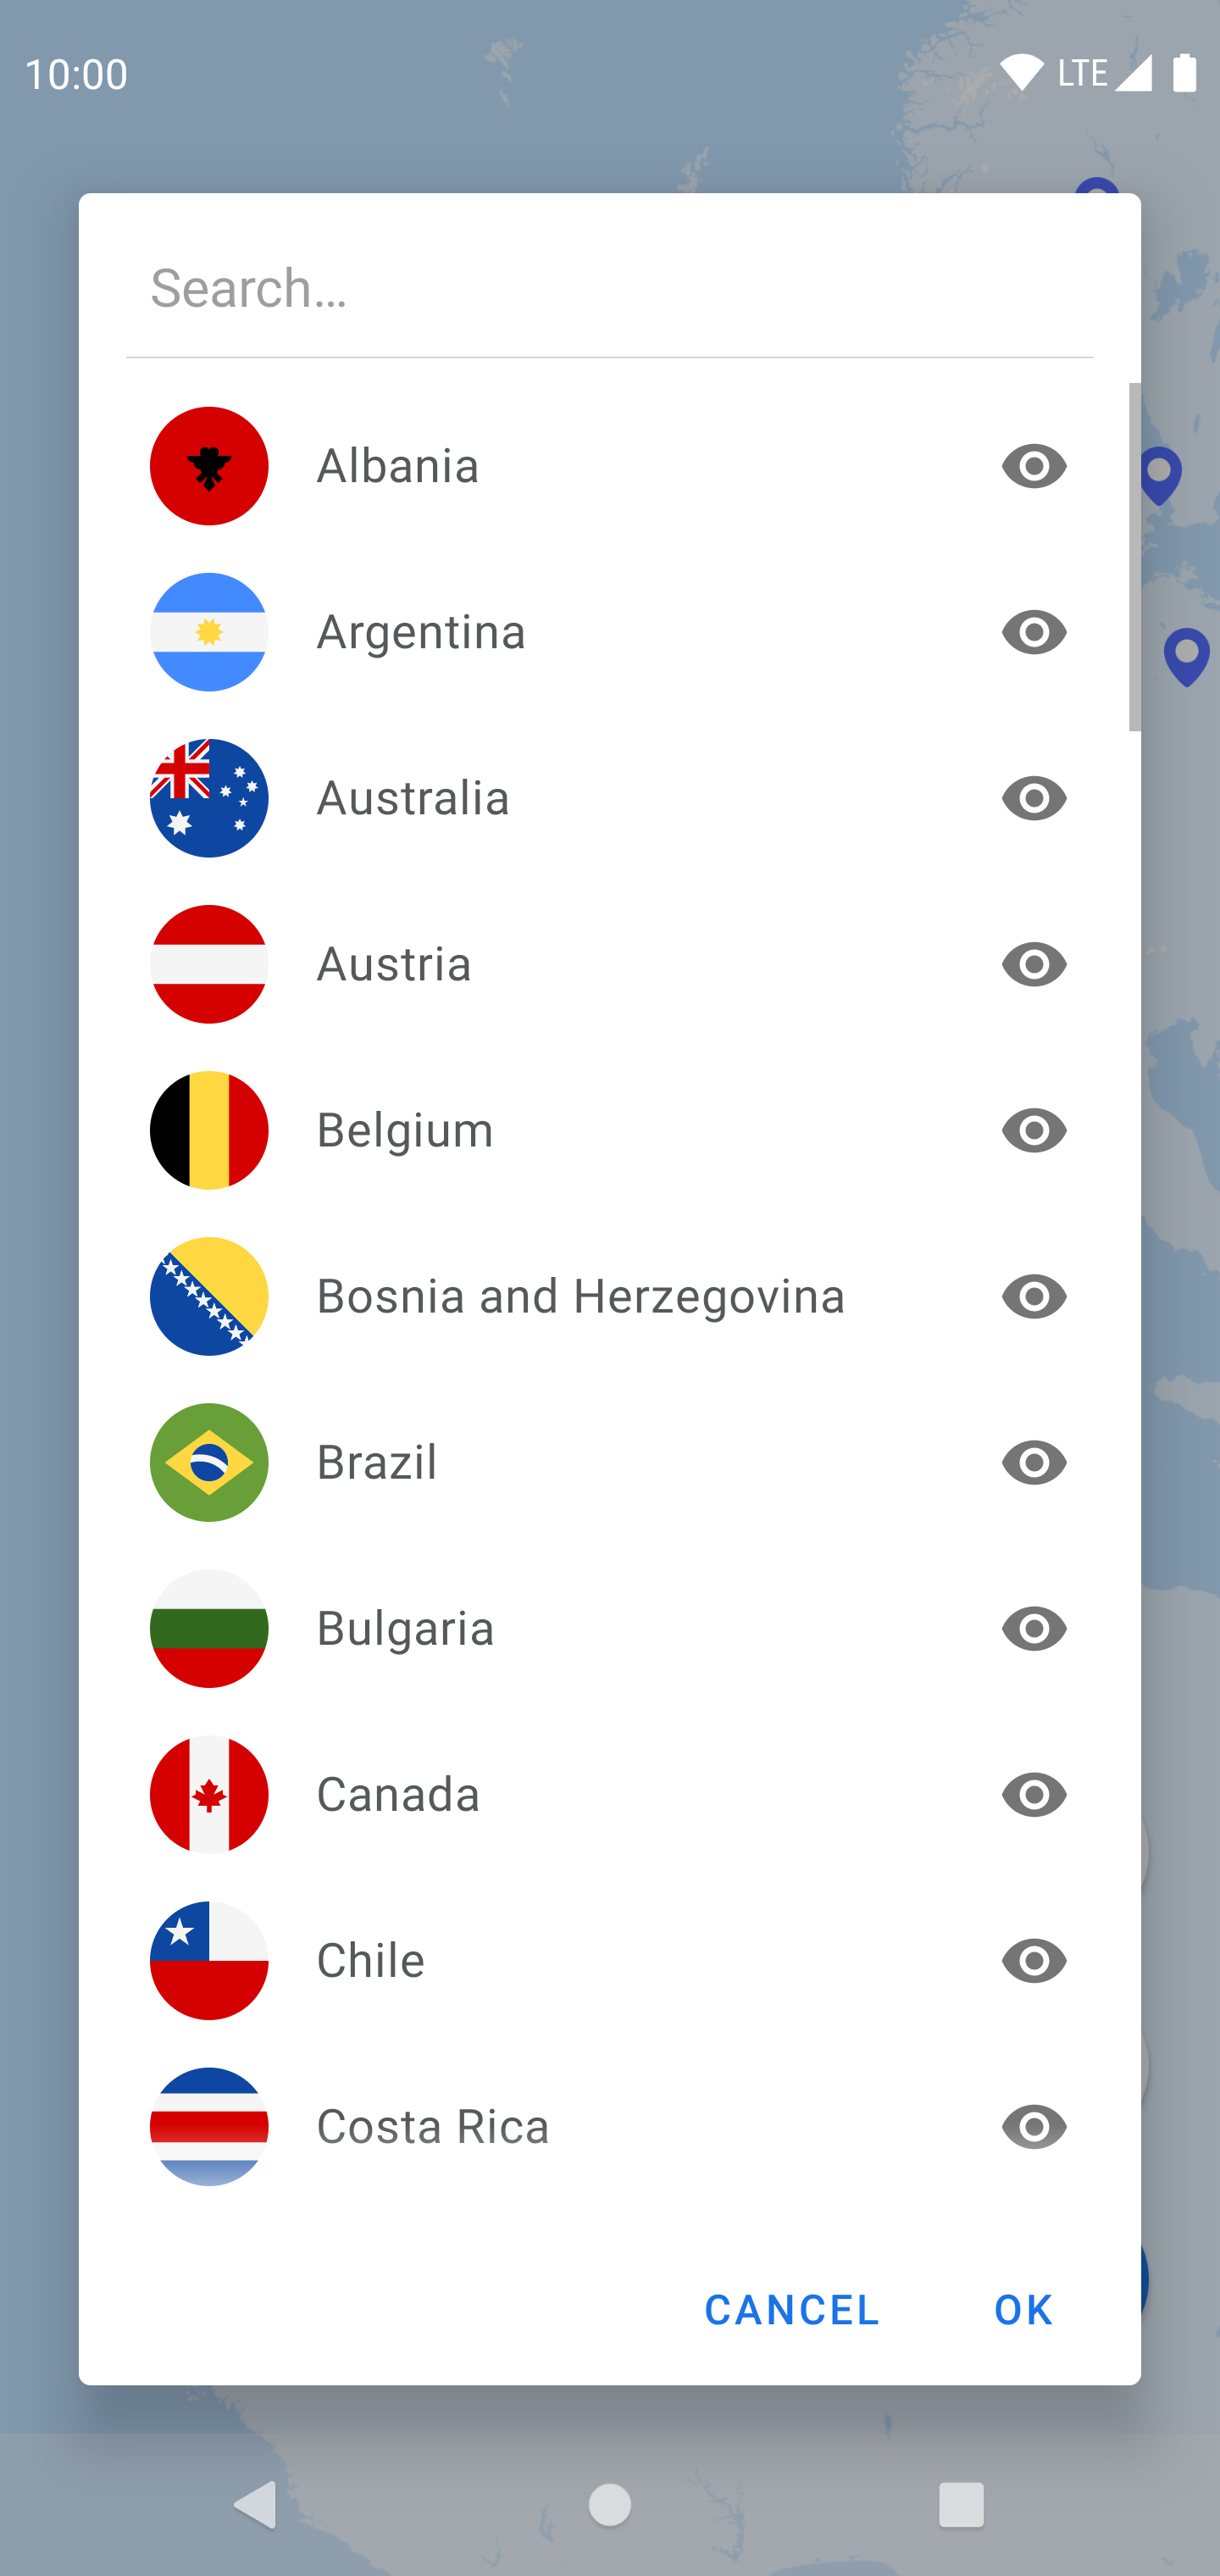 10:00
LTE
Search...
Albania
Argentina
Australia
Austria
Belgium
Bosnia and Herzegovina
Brazil
Bulgaria
Canada
Chile
Costa Rica
CANCEL OK